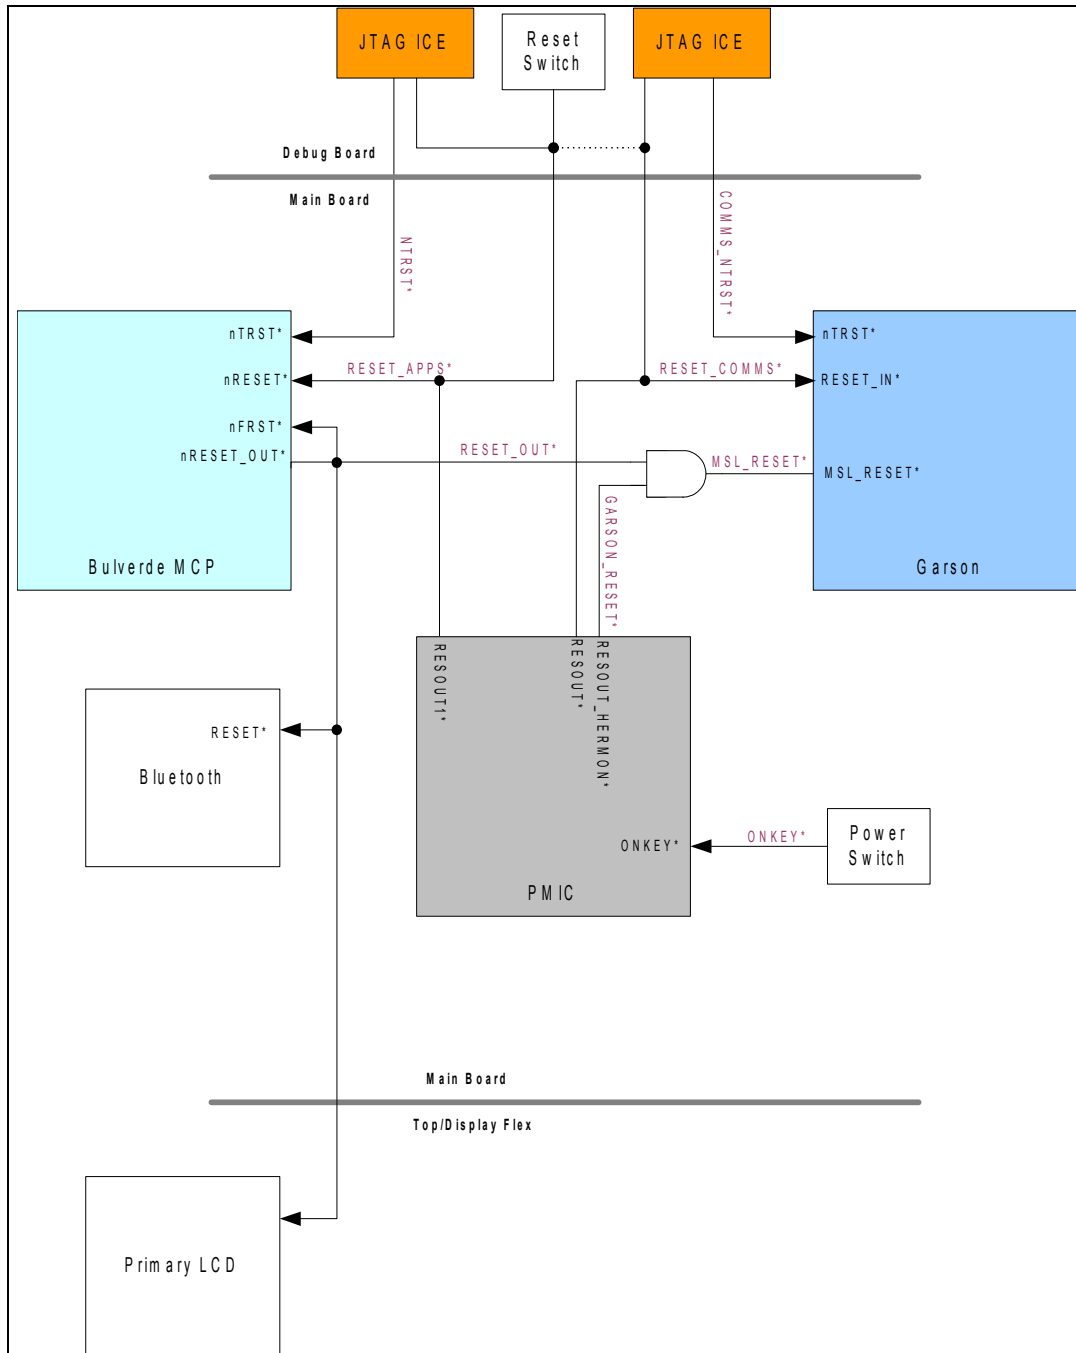 JTAG ICE
Reset
Switch
JTAG ICE
Debug Board
Main Board
NTRST*
COMMS_NTRST*
nTRST*
nRESET*
nFRST*
nRESET_OUT*
Bulverde MCP
RESET_APPS*
RESET_COMMS*
RESET_OUT*
MSL_RESET*
GARSON_RESET*
nTRST*
RESET_IN*
MSL_RESET*
Garson
RESOUT1*
RESOUT*
RESOUT_HERMON*
ONKEY*
PMIC
ONKEY*
Power
Switch
RESET*
Bluetooth
Main Board
Top/Display Flex
Primary LCD